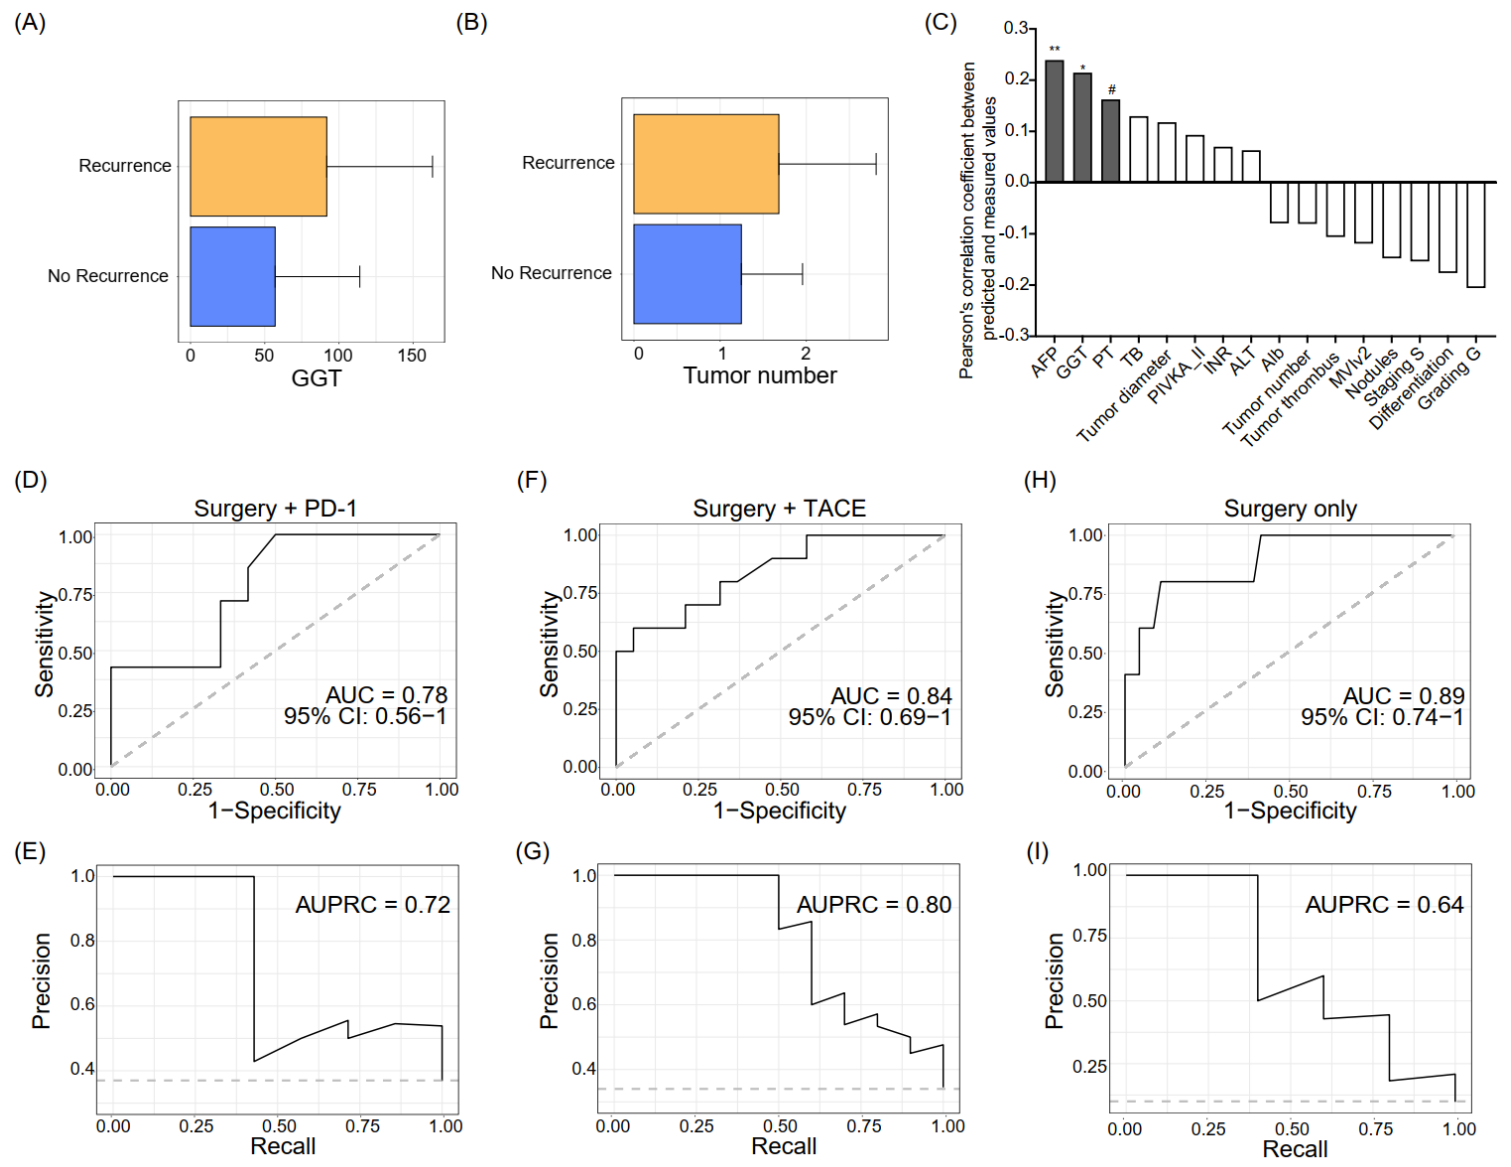 (A)
Recurrence
No Recurrence
0 50 100 150
GGT
(B)
Recurrence
No Recurrence
0 1 2
Tumor number
(C)
Pearson's correlation coefficient between
predicted and measured values
0.3
0.2
0.1
0.0
-0.1
-0.2
-0.3
**
*
#
AFP
GGT
PT
TB
Tumor diameter
PIVKA_II
INR
ALT
Alb
Tumor number
Tumor thrombus
MVIv2
Nodules
Staging S
Differentiation
Grading G
(D)
Surgery + PD-1
Sensitivity
1.00
0.75
0.50
0.25
0.00
AUC = 0.78
95% CI: 0.56−1
0.00 0.25 0.50 0.75 1.00
1−Specificity
(F)
Surgery + TACE
Sensitivity
1.00
0.75
0.50
0.25
0.00
AUC = 0.84
95% CI: 0.69−1
0.00 0.25 0.50 0.75 1.00
1−Specificity
(H)
Surgery only
Sensitivity
1.00
0.75
0.50
0.25
0.00
AUC = 0.89
95% CI: 0.74−1
0.00 0.25 0.50 0.75 1.00
1−Specificity
(E)
Precision
1.0
0.8
0.6
0.4
AUPRC = 0.72
0.00 0.25 0.50 0.75 1.00
Recall
(G)
Precision
1.0
0.8
0.6
0.4
AUPRC = 0.80
0.00 0.25 0.50 0.75 1.00
Recall
(I)
Precision
1.00
0.75
0.50
0.25
AUPRC = 0.64
0.00 0.25 0.50 0.75 1.00
Recall